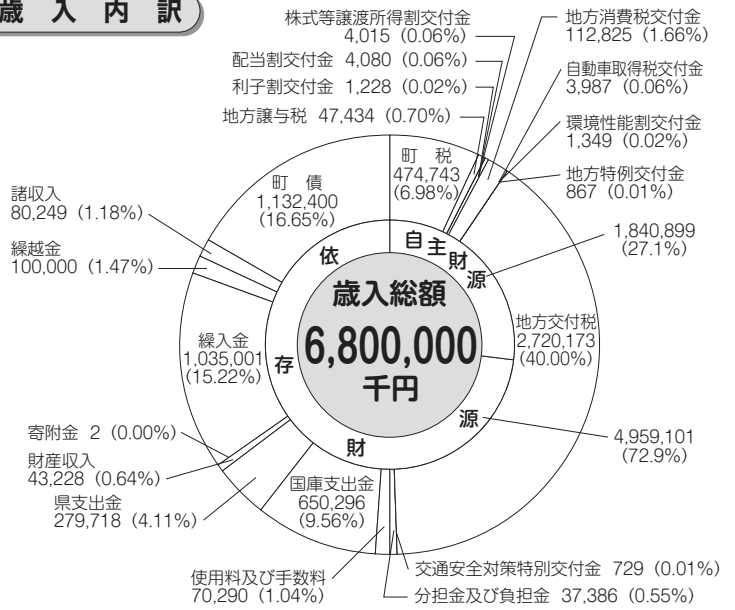 歳入内訳
株式等譲渡所得割交付金
4,015（0.06%）
配当割交付金 4,080（0.06%）
利子割交付金 1,228（0.02%）
地方譲与税 47,434（0.70%）
地方消費税交付金
112,825（1.66%）
自動車取得税交付金
3,987（0.06%）
環境性能割交付金
1,349（0.02%）
地方特例交付金
867（0.01%）
1,840,899
（27.1%）
町税
474,743
（6.98%）
町債
1,132,400
（16.65%）
諸収入
80,249（1.18%）
繰越金
100,000（1.47%）
自主財源
依存財源
歳入総額
6,800,000
千円
地方交付税
2,720,173
（40.00%）
繰入金
1,035,001
（15.22%）
4,959,101
（72.9%）
寄附金 2（0.00%）
財産収入
43,228（0.64%）
県支出金
279,718（4.11%）
国庫支出金
650,296
（9.56%）
使用料及び手数料
70,290（1.04%）
交通安全対策特別交付金 729（0.01%）
分担金及び負担金 37,386（0.55%）